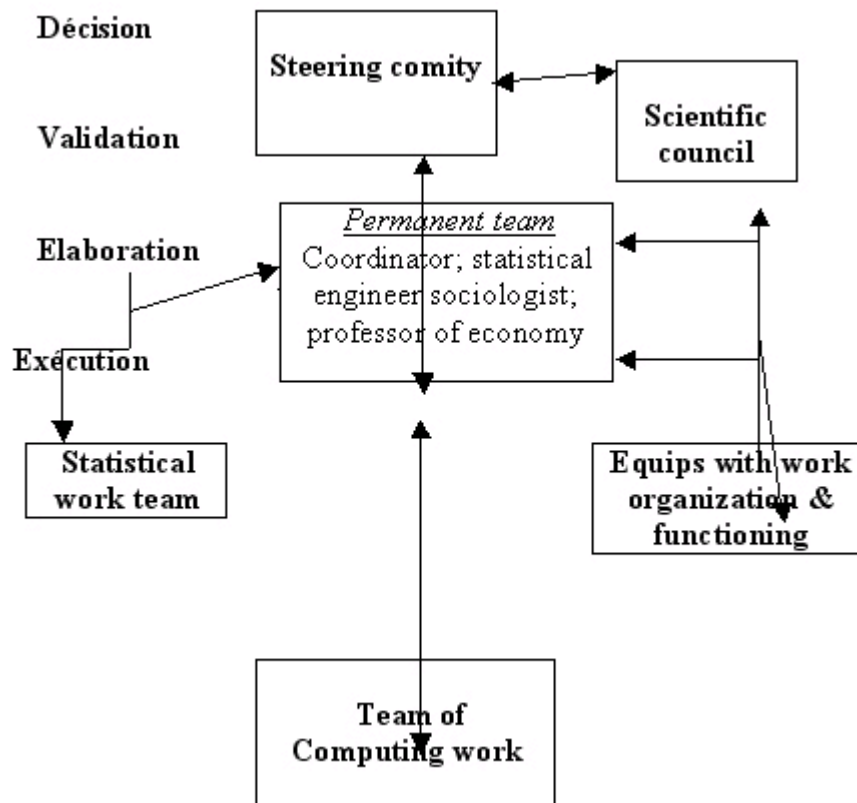 Décision
Steering comity
Scientific
council
Validation
Permanent team
Elaboration
Coordinator; statistical
engineer sociologist;
professor of economy
Exécution
Statistical
work team
Equips with work
organization &
functioning
Team of
Computing work